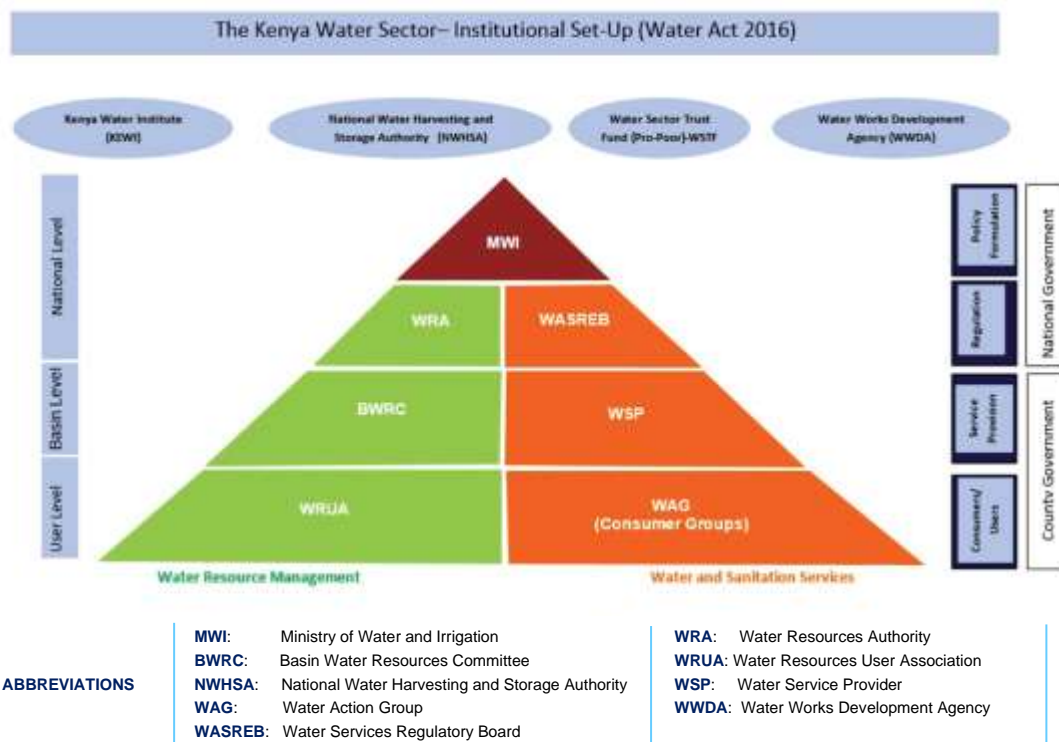 The Kenya Water Sector– Institutional Set-Up (Water Act 2016)
Kenya Water Institute
(KEWI)
National Water Harvesting and
Storage Authority (NWHSA)
Water Sector Trust
Fund (Pro-Poor)-WSTF
Water Works Development
Agency (WWDA)
National Level
Basin Level
User Level
MWI
WRA
WASREB
BWRC
WSP
WRUA
WAG
(Consumer Groups)
Policy
Formulation
Regulation
Service
Provision
Consumers/
Users
National Government
County Government
Water Resource Management
Water and Sanitation Services
ABBREVIATIONS
MWI: Ministry of Water and Irrigation
BWRC: Basin Water Resources Committee
NWHSA: National Water Harvesting and Storage Authority
WAG: Water Action Group
WASREB: Water Services Regulatory Board
WRA: Water Resources Authority
WRUA: Water Resources User Association
WSP: Water Service Provider
WWDA: Water Works Development Agency